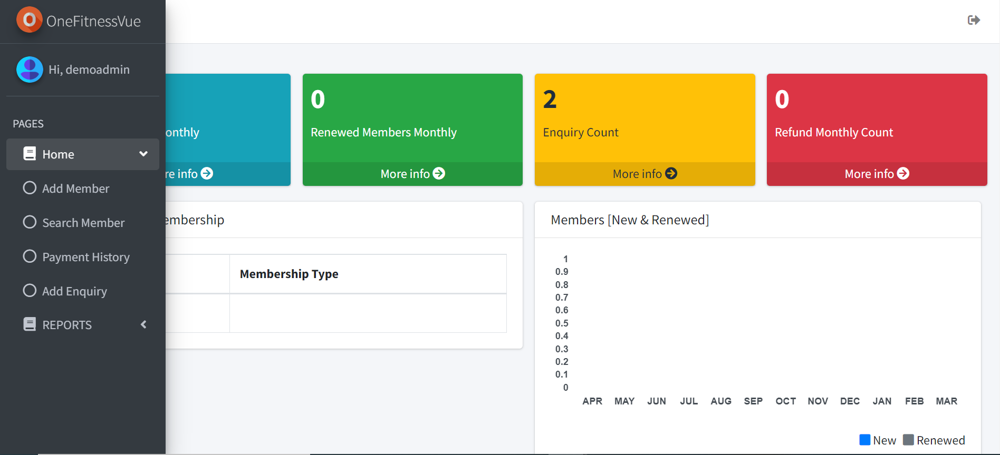 OneFitnessVue
Hi, demoadmin
PAGES
Home
Add Member
Search Member
Payment History
Add Enquiry
REPORTS
onthly
re info
0
Renewed Members Monthly
More info
2
Enquiry Count
More info
0
Refund Monthly Count
More info
embership
Membership Type
Members [New & Renewed]
1
0.9
0.8
0.7
0.6
0.5
0.4
0.3
0.2
0.1
0
APR MAY JUN JUL AUG SEP OCT NOV DEC JAN FEB MAR
New Renewed